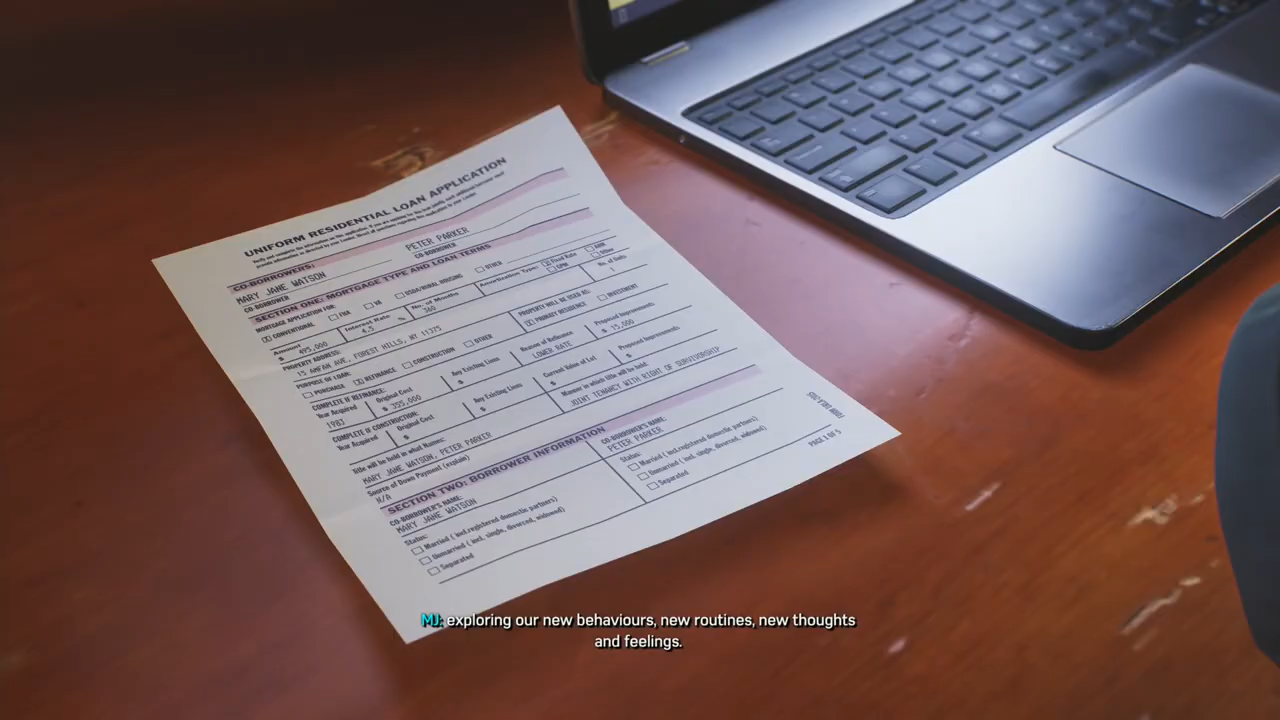 UNIFORM RESIDENTIAL LOAN APPLICATION
CO-BORROWERS:
MARY JANE WATSON
CO-BORROWER
PETER PARKER
CO-BORROWER
SECTION ONE: MORTGAGE TYPE AND LOAN TERMS
MORTGAGE APPLICATION FOR:
CONVENTIONAL
FHA
VA
USDA/RURAL HOUSING
OTHER
Amortization Type:
Fixed Rate
GPM
ARM
Other
Amount
$ 495,000
Interest Rate
4.5 %
No. of Months
360
No. of Units
1
PROPERTY ADDRESS:
FOREST HILLS, NY 11375
PROPERTY WILL BE USED AS:
PRIMARY RESIDENCE
INVESTMENT
PURPOSE OF LOAN:
PURCHASE
REFINANCE
CONSTRUCTION
OTHER
COMPLETE IF REFINANCE:
Year Acquired
1983
Original Cost
$ 355,000
Any Existing Liens
$
Reason of Refinance
LOWER RATE
Proposed Improvements
$ 15,000
COMPLETE IF CONSTRUCTION:
Year Acquired
Original Cost
$
Any Existing Liens
$
Current Value of Lot
$
Proposed Improvements
$
Title will be held in what Names:
MARY JANE WATSON, PETER PARKER
Manner in which title will be held:
JOINT TENANCY WITH RIGHT OF SURVIVORSHIP
Source of Down Payment (explain)
N/A
SECTION TWO: BORROWER INFORMATION
CO-BORROWER'S NAME:
MARY JANE WATSON
Status:
Married ( incl.registered domestic partners)
Unmarried ( incl. single, divorced, widowed)
Separated
CO-BORROWER'S NAME:
PETER PARKER
Status:
Married ( incl.registered domestic partners)
Unmarried ( incl. single, divorced, widowed)
Separated
PAGE 1 OF 5
MJ: exploring our new behaviours, new routines, new thoughts
and feelings.